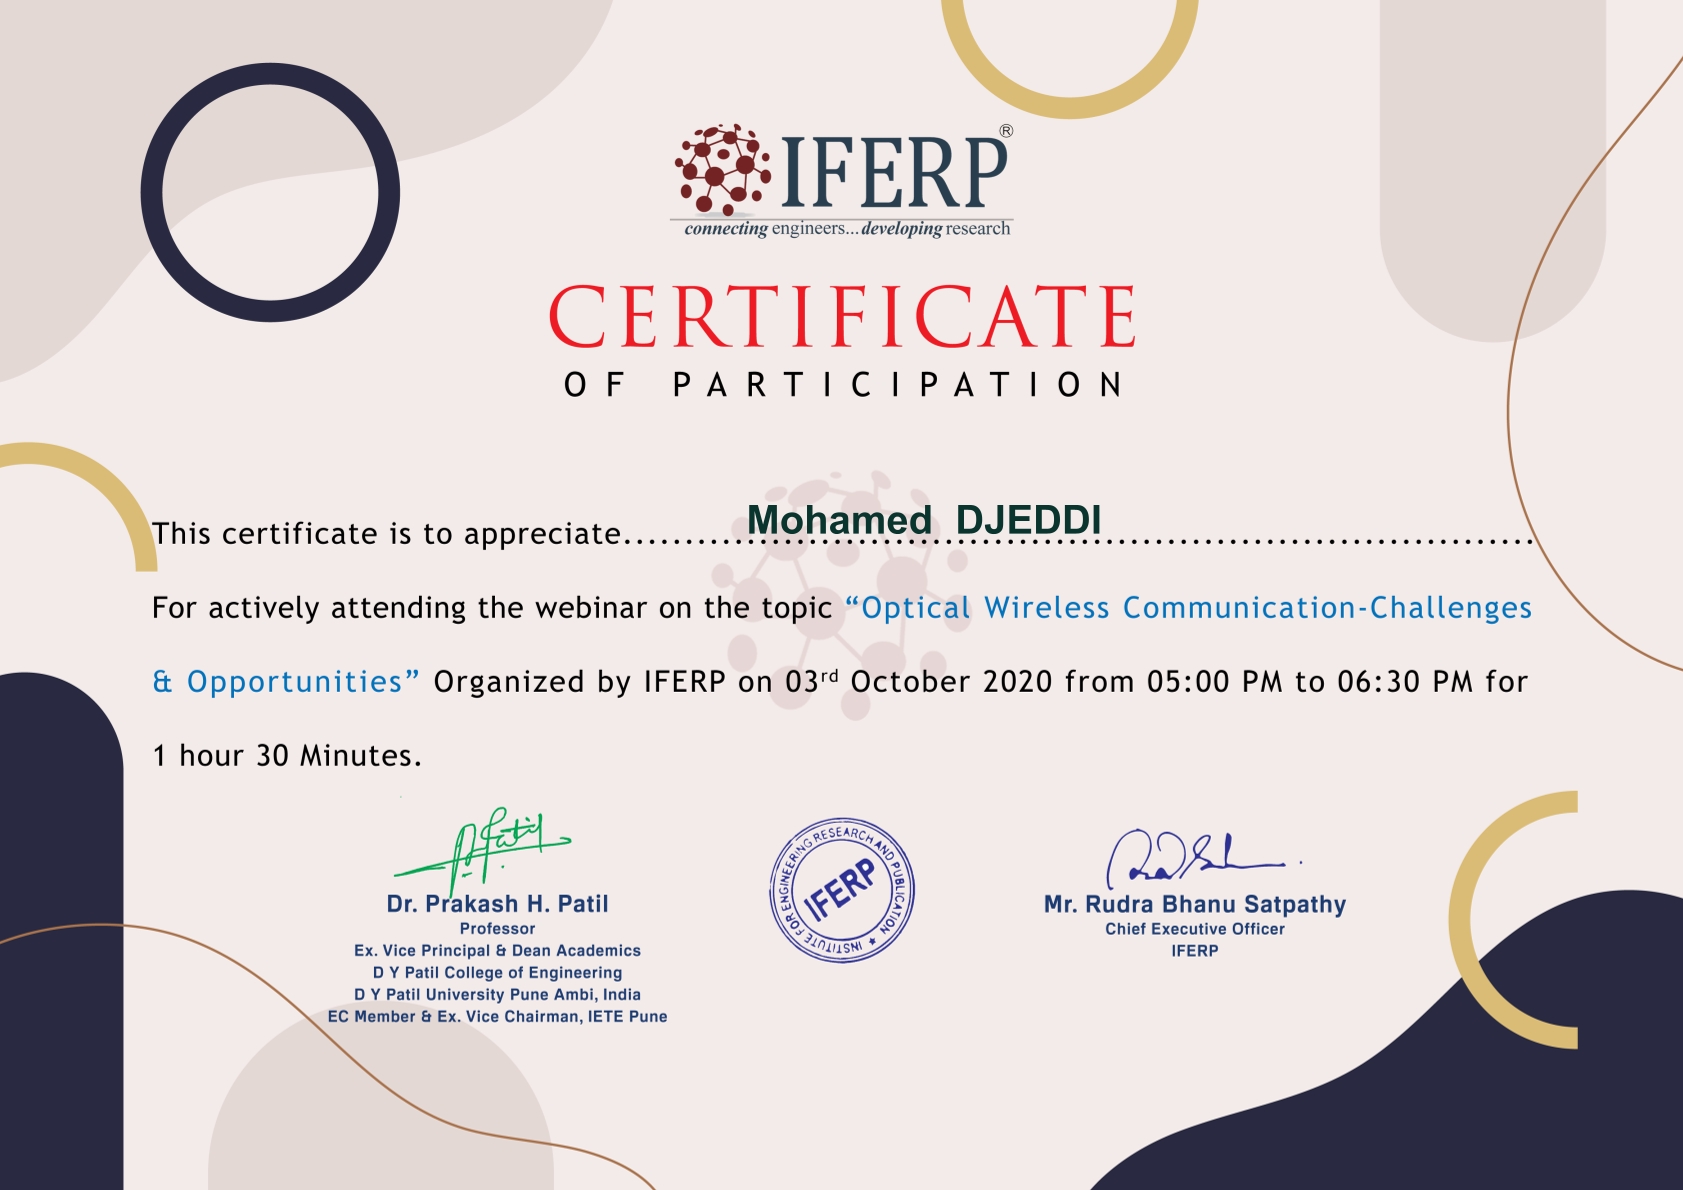 IFERP®
connecting engineers...developing research
CERTIFICATE
OF PARTICIPATION
This certificate is to appreciate..........Mohamed DJEDDI...................................
For actively attending the webinar on the topic “Optical Wireless Communication-Challenges
& Opportunities” Organized by IFERP on 03rd October 2020 from 05:00 PM to 06:30 PM for
1 hour 30 Minutes.
Dr. Prakash H. Patil
Professor
Ex. Vice Principal & Dean Academics
D Y Patil College of Engineering
D Y Patil University Pune Ambi, India
EC Member & Ex. Vice Chairman, IETE Pune
INSTITUTE FOR ENGINEERING RESEARCH AND PUBLICATION ★
IFERP
Mr. Rudra Bhanu Satpathy
Chief Executive Officer
IFERP